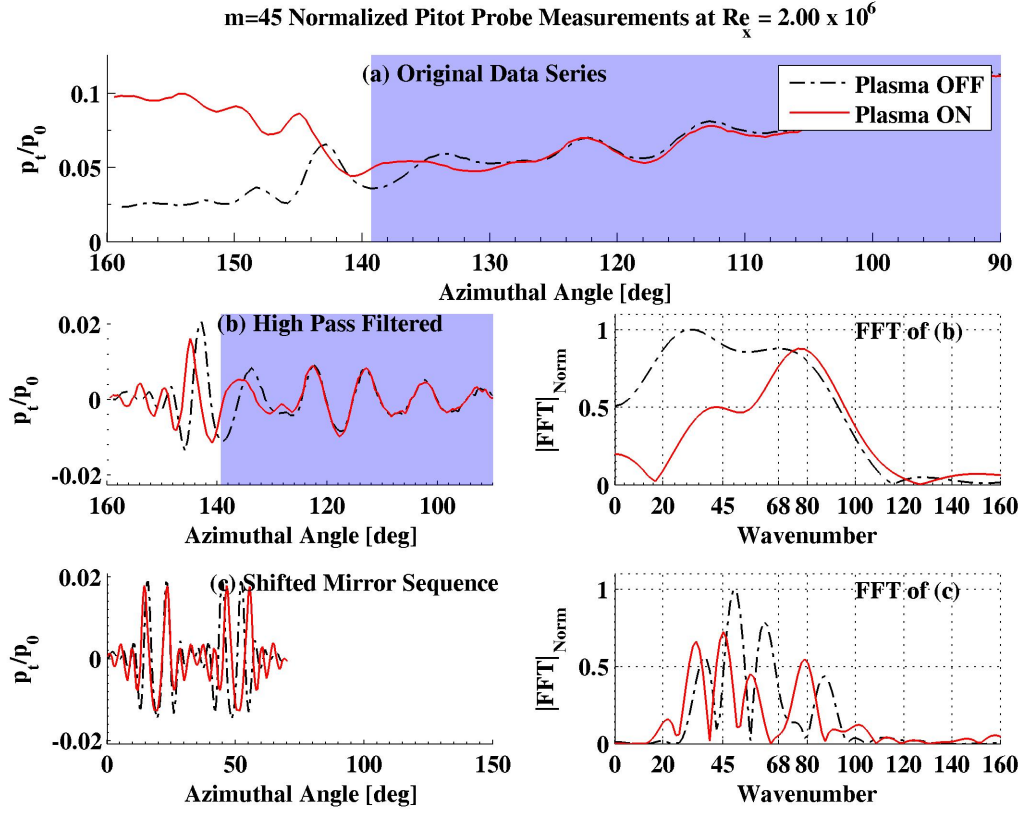 m=45 Normalized Pitot Probe Measurements at Re_x = 2.00 x 10^6
(a) Original Data Series
Plasma OFF
Plasma ON
p_t/p_0
0.1
0.05
0
160 150 140 130 120 110 100 90
Azimuthal Angle [deg]
(b) High Pass Filtered
p_t/p_0
0.02
0
-0.02
160 140 120 100
Azimuthal Angle [deg]
FFT of (b)
|FFT|_Norm
1
0.5
0
0 20 45 68 80 100 120 140 160
Wavenumber
(c) Shifted Mirror Sequence
p_t/p_0
0.02
0
-0.02
0 50 100 150
Azimuthal Angle [deg]
FFT of (c)
|FFT|_Norm
1
0.5
0
0 20 45 68 80 100 120 140 160
Wavenumber